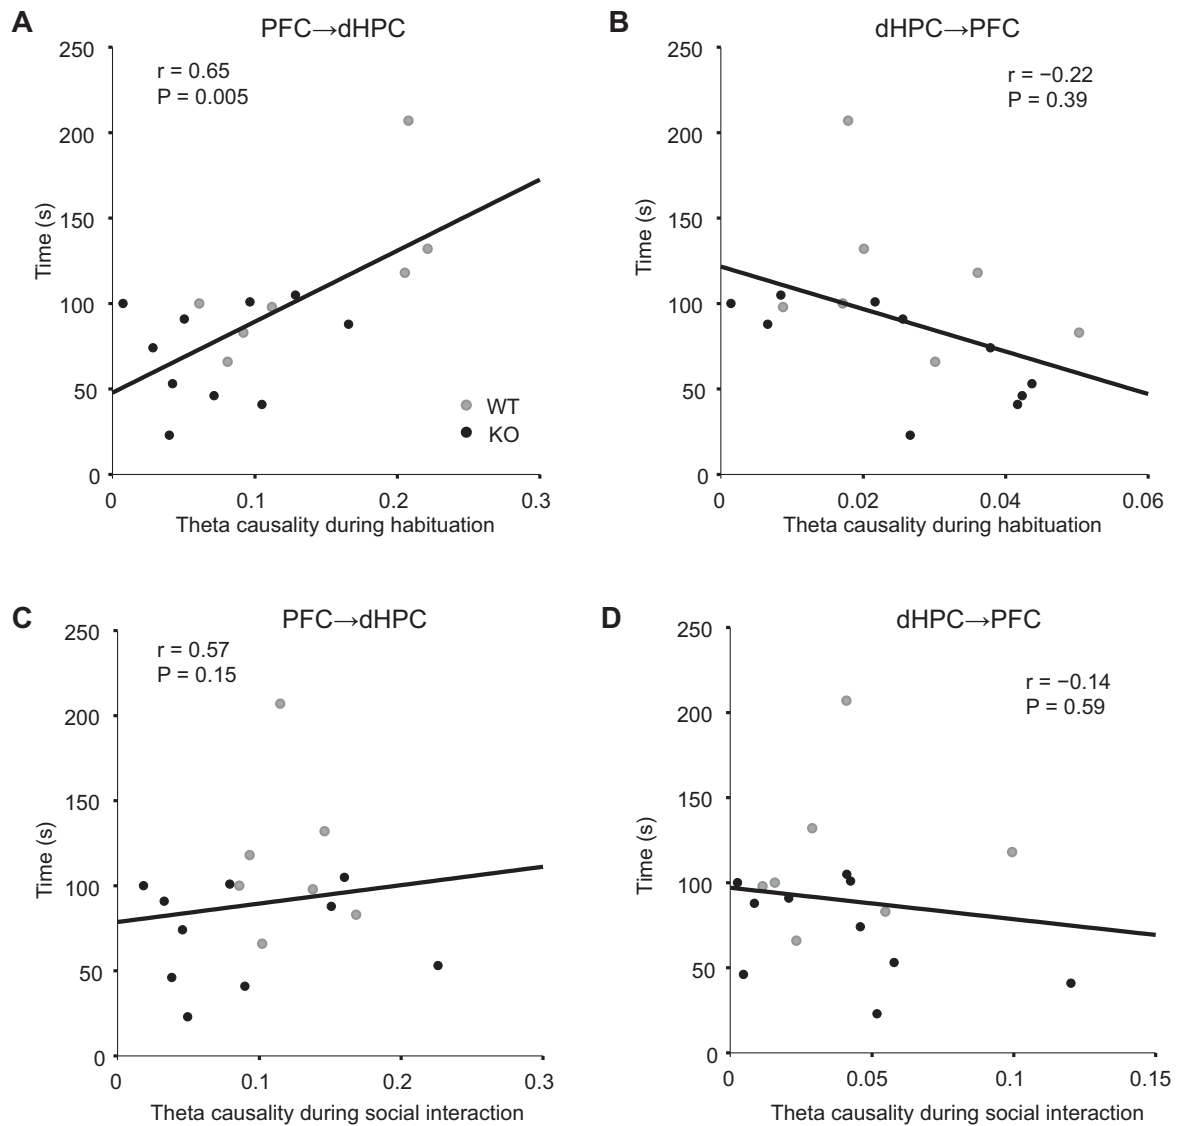 A
PFC→dHPC
250
200
150
100
50
0
Time (s)
r = 0.65
P = 0.005
WT
KO
0
0.1
0.2
0.3
Theta causality during habituation
B
dHPC→PFC
250
200
150
100
50
0
Time (s)
r = −0.22
P = 0.39
0
0.02
0.04
0.06
Theta causality during habituation
C
PFC→dHPC
250
200
150
100
50
0
Time (s)
r = 0.57
P = 0.15
0
0.1
0.2
0.3
Theta causality during social interaction
D
dHPC→PFC
250
200
150
100
50
0
Time (s)
r = −0.14
P = 0.59
0
0.05
0.1
0.15
Theta causality during social interaction